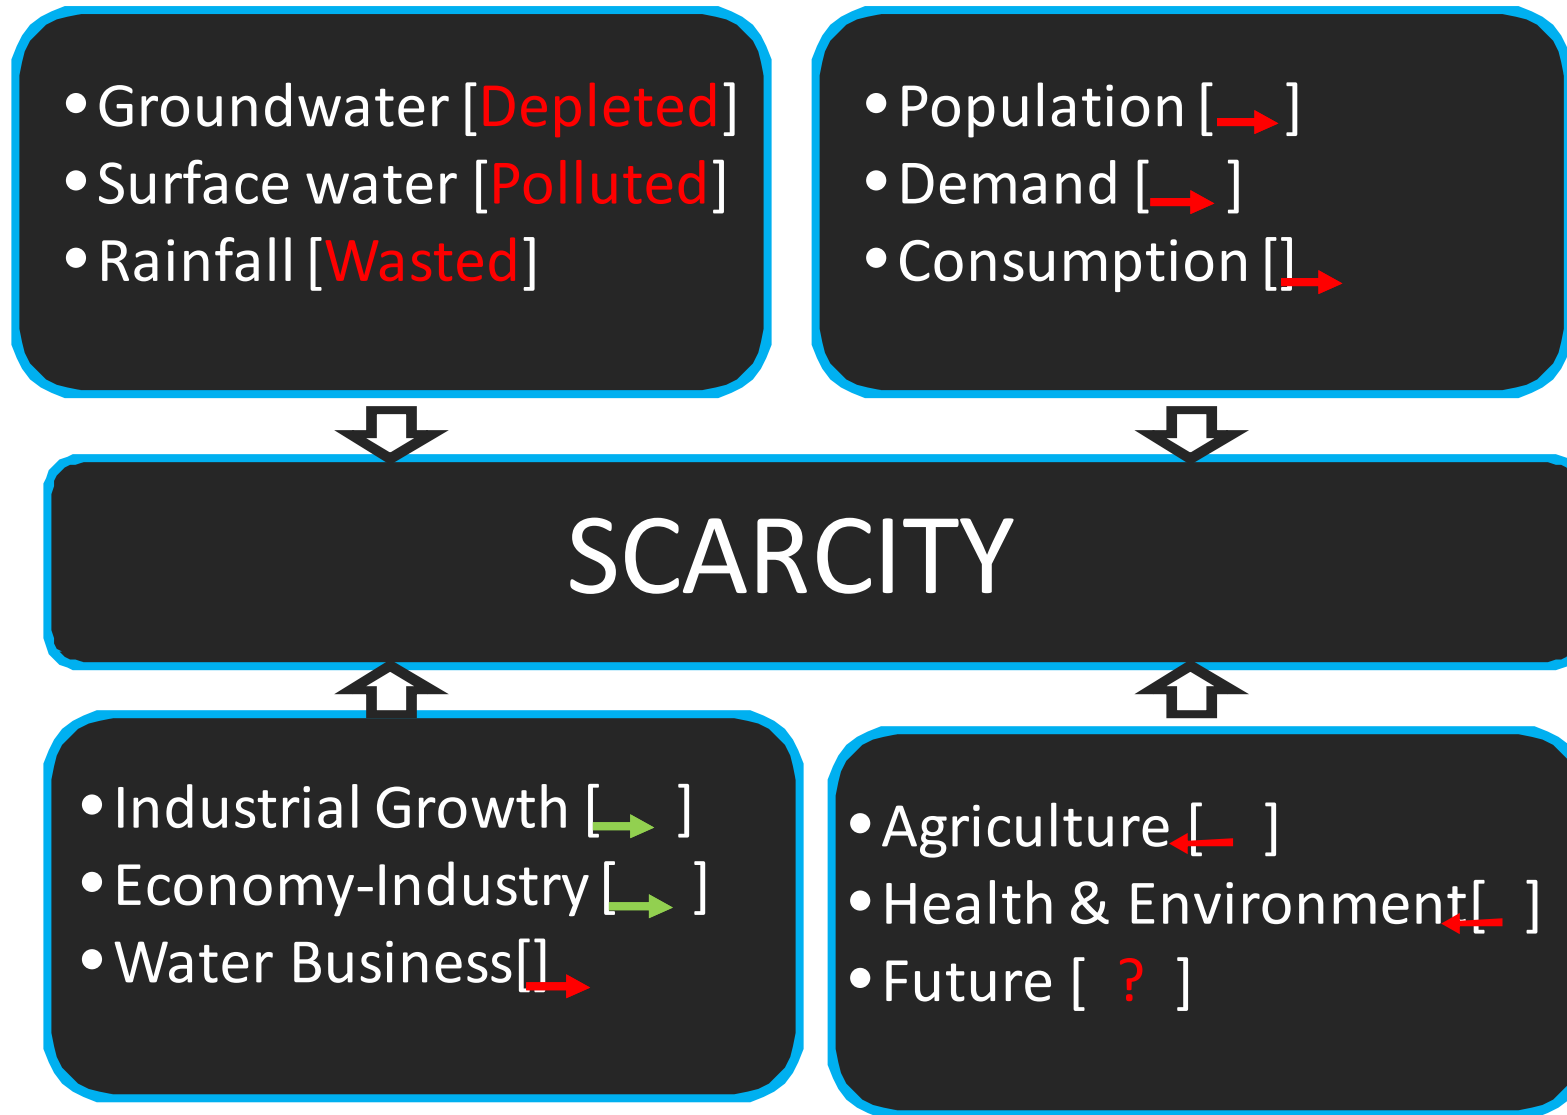 •Groundwater [Depleted]
•Surface water [Polluted]
•Rainfall [Wasted]
•Population [→]
•Demand [→]
•Consumption []→
SCARCITY
•Industrial Growth [→]
•Economy-Industry [→]
•Water Business[]→
•Agriculture ←[ ]
•Health & Environment←[ ]
•Future [ ? ]